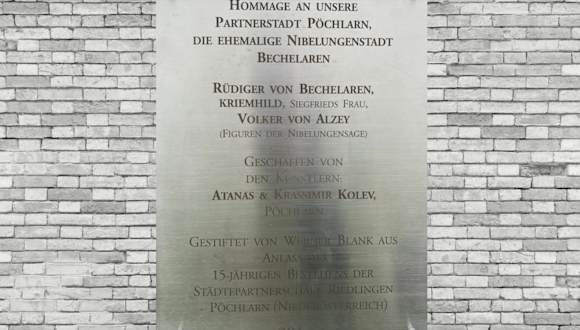 Hommage an unsere
Partnerstadt Pöchlarn,
die ehemalige Nibelungenstadt
Bechelaren
Rüdiger von Bechelaren,
kriemhild, Siegfrieds Frau,
Volker von Alzey
(Figuren der Nibelungensage)
Geschaffen von
den Künstlern:
Atanas & Krassimir Kolev,
Pöchlarn
Gestiftet von Werner Blank aus
Anlass des
15-jährigen Bestehens der
Städtepartnerschaft Riedlingen
- Pöchlarn (Niederösterreich)